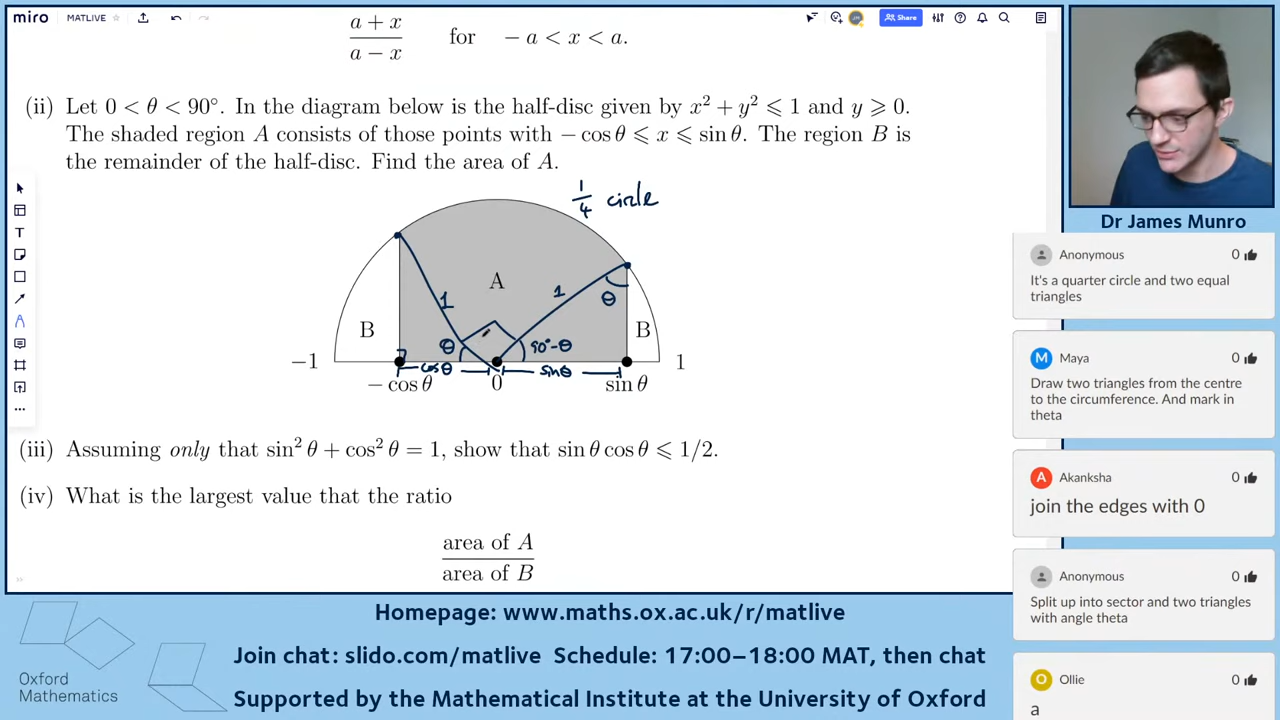 miro MATLIVE Share
a + x
a − x
for − a < x < a.
(ii) Let 0 < θ < 90°. In the diagram below is the half-disc given by x² + y² ⩽ 1 and y ⩾ 0.
The shaded region A consists of those points with − cos θ ⩽ x ⩽ sin θ. The region B is
the remainder of the half-disc. Find the area of A.
1/4 circle
A
1
1
θ
B
B
θ
90°-θ
−1
cosθ
sinθ
1
− cos θ
0
sin θ
(iii) Assuming only that sin² θ + cos² θ = 1, show that sin θ cos θ ⩽ 1/2.
(iv) What is the largest value that the ratio
area of A
area of B
Dr James Munro
Anonymous 0
It's a quarter circle and two equal
triangles
M Maya 0
Draw two triangles from the centre
to the circumference. And mark in
theta
A Akanksha 0
join the edges with 0
Anonymous 0
Split up into sector and two triangles
with angle theta
O Ollie 0
a
Oxford
Mathematics
Homepage: www.maths.ox.ac.uk/r/matlive
Join chat: slido.com/matlive Schedule: 17:00–18:00 MAT, then chat
Supported by the Mathematical Institute at the University of Oxford